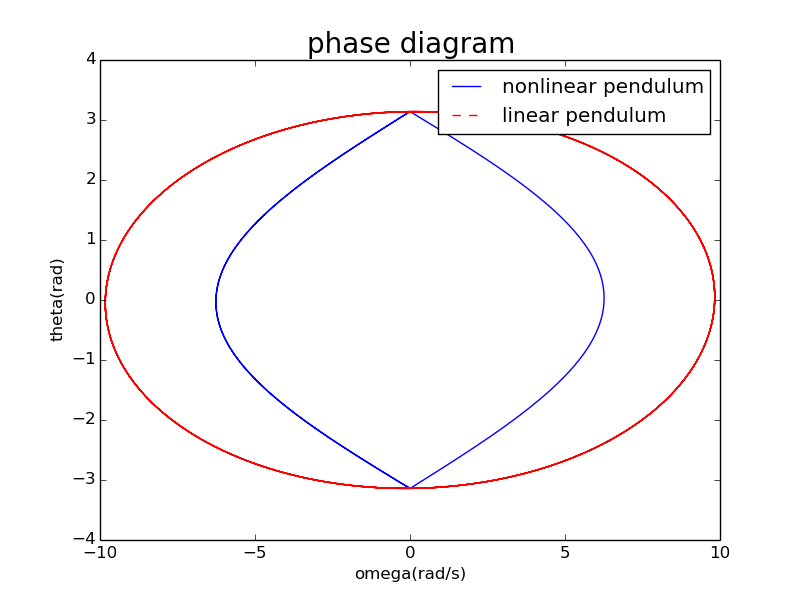 phase diagram
nonlinear pendulum
linear pendulum
4
3
2
1
0
−1
−2
−3
−4
theta(rad)
−10 −5 0 5 10
omega(rad/s)